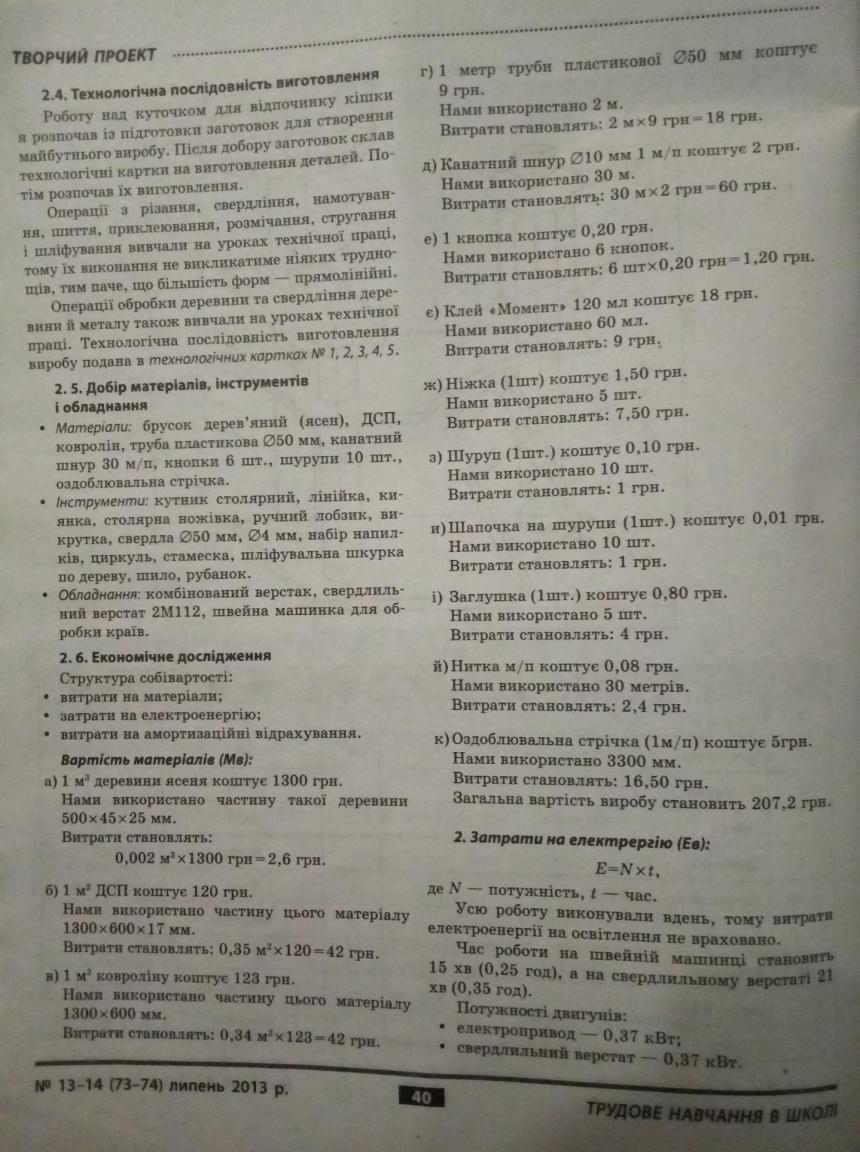 ТВОРЧИЙ ПРОЕКТ
2.4. Технологічна послідовність виготовлення
Роботу над куточком для відпочинку кішки
я розпочав із підготовки заготовок для створення
майбутнього виробу. Після добору заготовок склав
технологічні картки на виготовлення деталей. По-
тім розпочав їх виготовлення.
Операції з різання, свердління, намотуван-
ня, шиття, приклеювання, розмічання, стругання
і шліфування вивчали на уроках технічної праці,
тому їх виконання не викликатиме ніяких трудно-
щів, тим паче, що більшість форм — прямолінійні.
Операції обробки деревини та свердління дере-
вини й металу також вивчали на уроках технічної
праці. Технологічна послідовність виготовлення
виробу подана в технологічних картках № 1, 2, 3, 4, 5.
2. 5. Добір матеріалів, інструментів
і обладнання
• Матеріали: брусок дерев’яний (ясен), ДСП,
ковролін, труба пластикова Ø50 мм, канатний
шнур 30 м/п, кнопки 6 шт., шурупи 10 шт.,
оздоблювальна стрічка.
• Інструменти: кутник столярний, лінійка, ки-
янка, столярна ножівка, ручний лобзик, ви-
крутка, свердла Ø50 мм, Ø4 мм, набір напил-
ків, циркуль, стамеска, шліфувальна шкурка
по дереву, шило, рубанок.
• Обладнання: комбінований верстак, свердлиль-
ний верстат 2М112, швейна машинка для об-
робки країв.
2. 6. Економічне дослідження
Структура собівартості:
• витрати на матеріали;
• затрати на електроенергію;
• витрати на амортизаційні відрахування.
Вартість матеріалів (Мв):
а) 1 м³ деревини ясеня коштує 1300 грн.
Нами використано частину такої деревини
500×45×25 мм.
Витрати становлять:
0,002 м³×1300 грн=2,6 грн.
б) 1 м² ДСП коштує 120 грн.
Нами використано частину цього матеріалу
1300×600×17 мм.
Витрати становлять: 0,35 м²×120=42 грн.
в) 1 м² ковроліну коштує 123 грн.
Нами використано частину цього матеріалу
1300×600 мм.
Витрати становлять: 0,34 м²×123=42 грн.
г) 1 метр труби пластикової Ø50 мм коштує
9 грн.
Нами використано 2 м.
Витрати становлять: 2 м×9 грн=18 грн.
д) Канатний шнур Ø10 мм 1 м/п коштує 2 грн.
Нами використано 30 м.
Витрати становлять: 30 м×2 грн=60 грн.
е) 1 кнопка коштує 0,20 грн.
Нами використано 6 кнопок.
Витрати становлять: 6 шт×0,20 грн=1,20 грн.
є) Клей «Момент» 120 мл коштує 18 грн.
Нами використано 60 мл.
Витрати становлять: 9 грн.
ж) Ніжка (1шт) коштує 1,50 грн.
Нами використано 5 шт.
Витрати становлять: 7,50 грн.
з) Шуруп (1шт.) коштує 0,10 грн.
Нами використано 10 шт.
Витрати становлять: 1 грн.
и) Шапочка на шурупи (1шт.) коштує 0,01 грн.
Нами використано 10 шт.
Витрати становлять: 1 грн.
і) Заглушка (1шт.) коштує 0,80 грн.
Нами використано 5 шт.
Витрати становлять: 4 грн.
й) Нитка м/п коштує 0,08 грн.
Нами використано 30 метрів.
Витрати становлять: 2,4 грн.
к) Оздоблювальна стрічка (1м/п) коштує 5грн.
Нами використано 3300 мм.
Витрати становлять: 16,50 грн.
Загальна вартість виробу становить 207,2 грн.
2. Затрати на електрергію (Ев):
E=N×t,
де N — потужність, t — час.
Усю роботу виконували вдень, тому витрати
електроенергії на освітлення не враховано.
Час роботи на швейній машинці становить
15 хв (0,25 год), а на свердлильному верстаті 21
хв (0,35 год).
Потужності двигунів:
• електропривод — 0,37 кВт;
• свердлильний верстат — 0,37 кВт.
№ 13–14 (73–74) липень 2013 р.
40
ТРУДОВЕ НАВЧАННЯ В ШКОЛІ